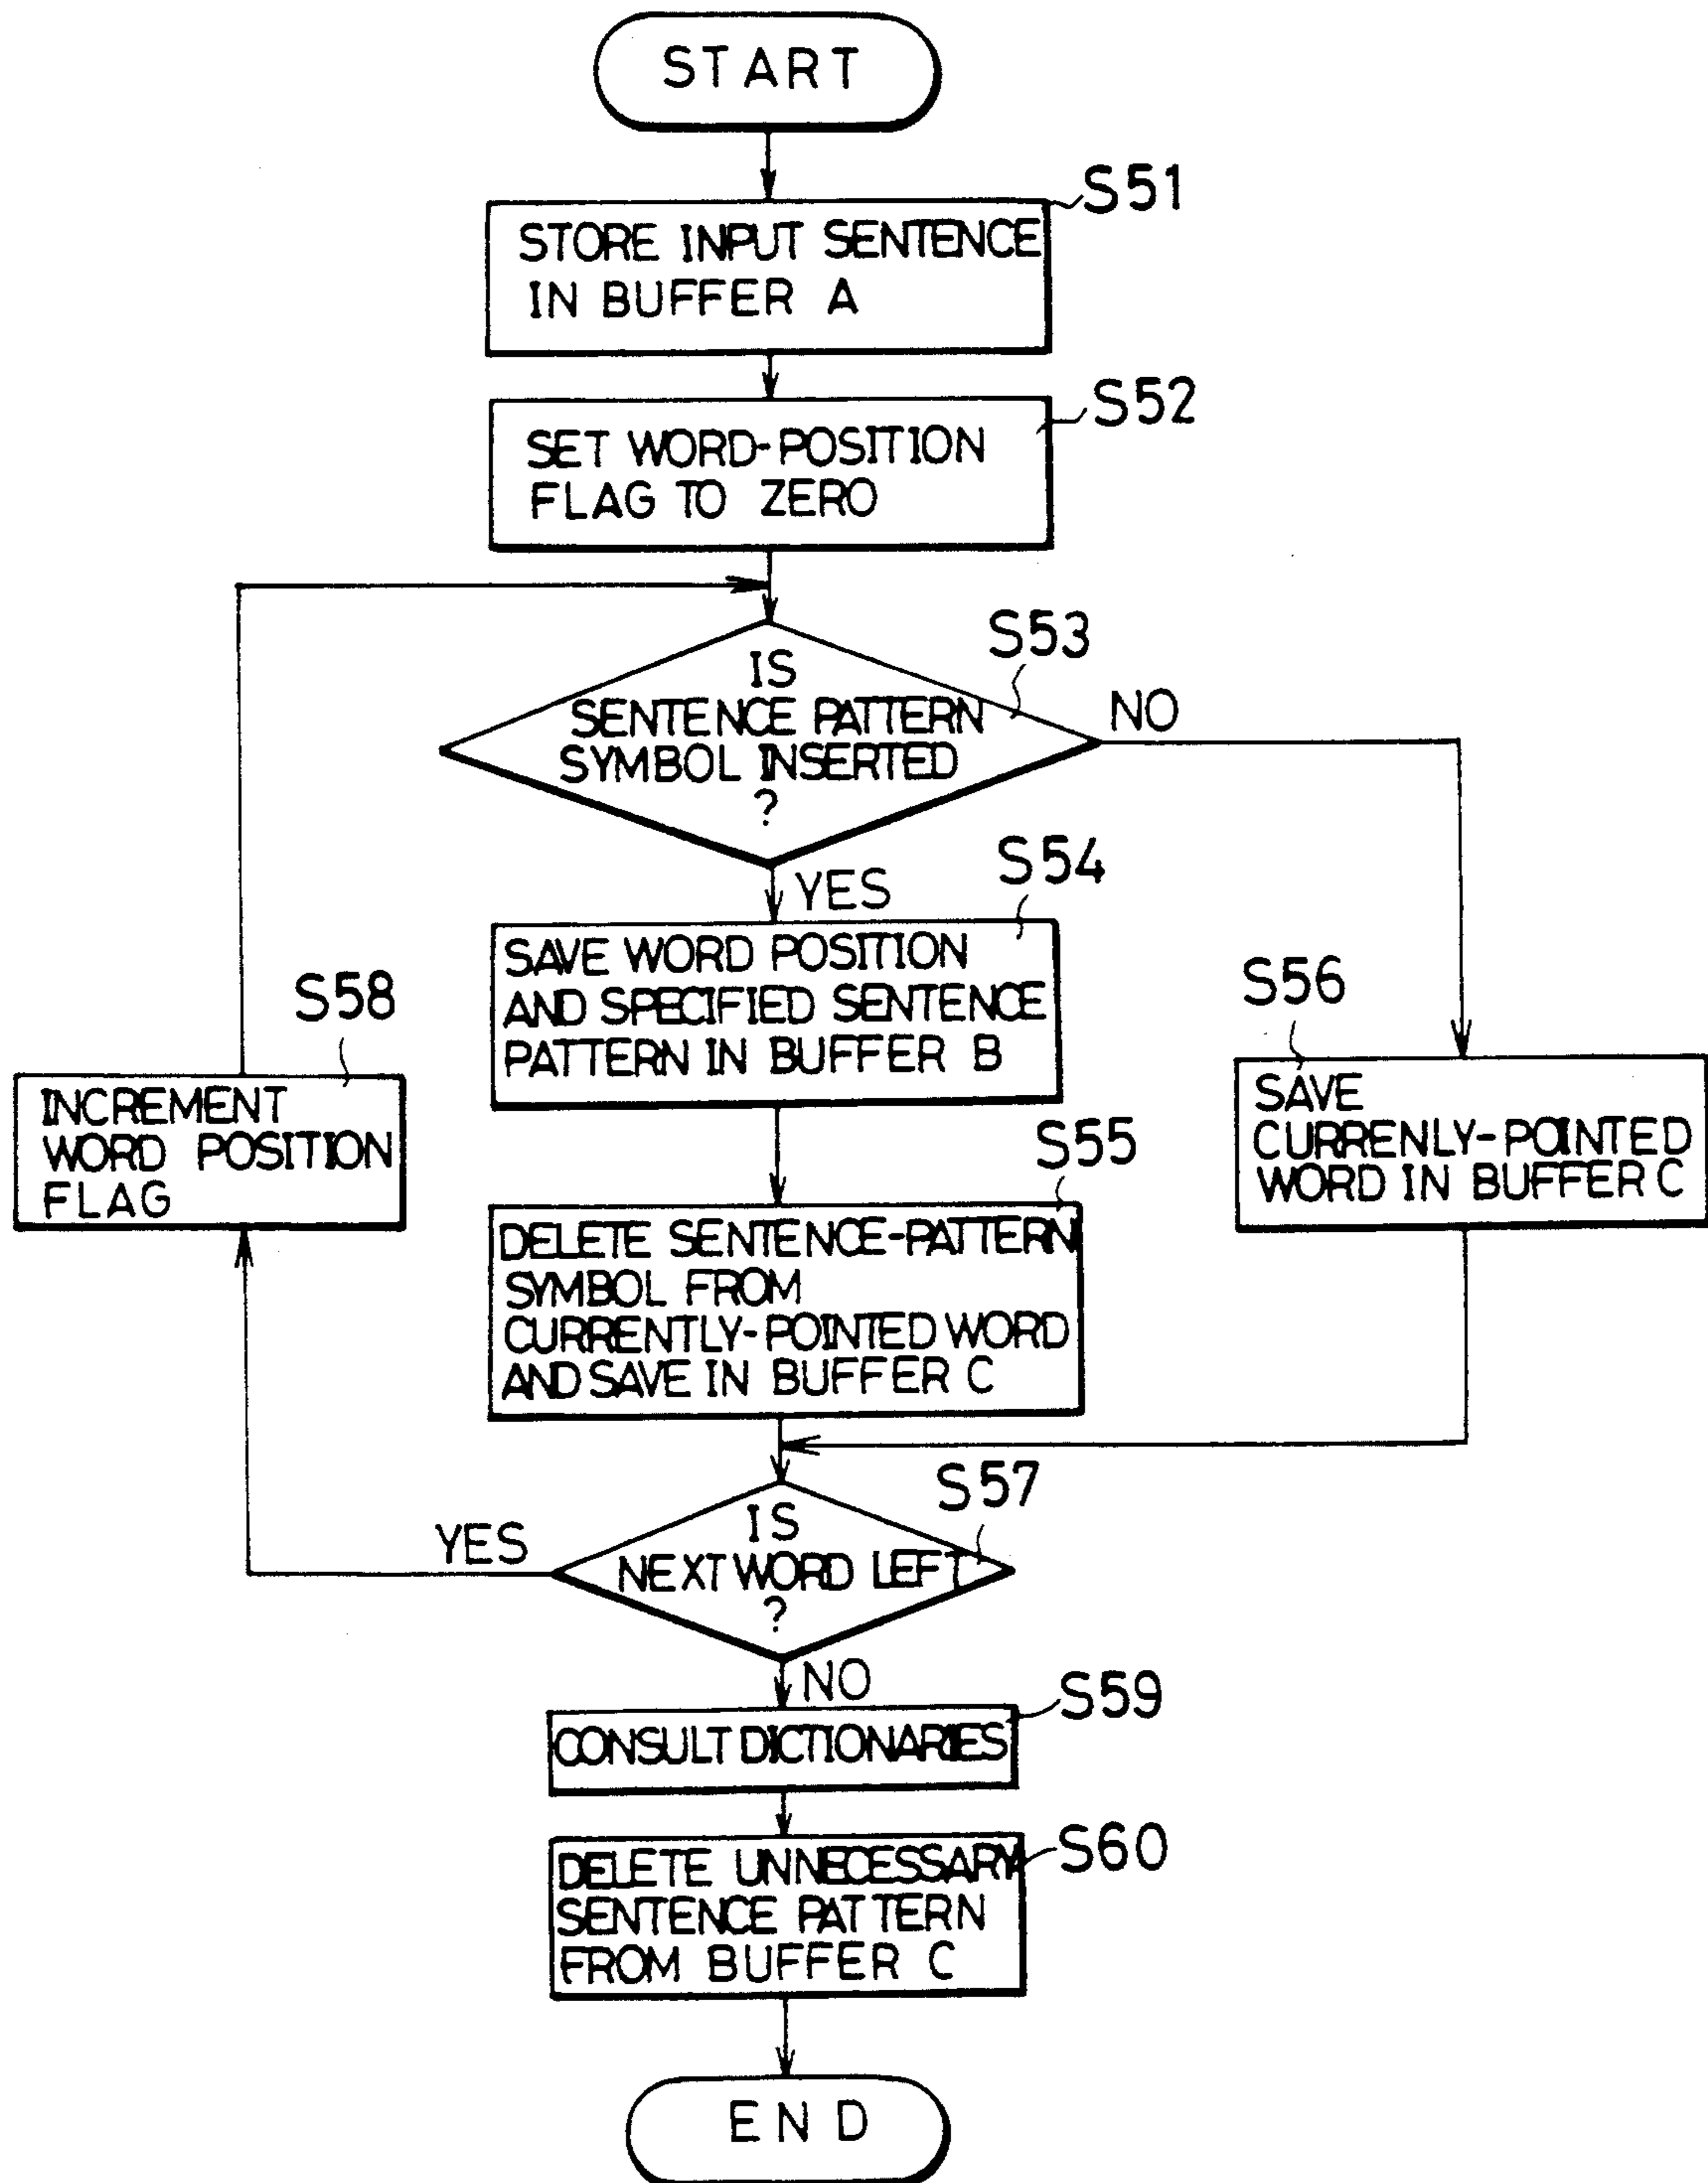 START
S51
STORE INPUT SENTENCE
IN BUFFER A
S52
SET WORD-POSITION
FLAG TO ZERO
S53
IS
SENTENCE PATTERN
SYMBOL INSERTED
?
NO
YES
S54
SAVE WORD POSITION
AND SPECIFIED SENTENCE
PATTERN IN BUFFER B
S58
INCREMENT
WORD POSITION
FLAG
S56
SAVE
CURRENLY-POINTED
WORD IN BUFFER C
S55
DELETE SENTENCE-PATTERN
SYMBOL FROM
CURRENTLY-POINTED WORD
AND SAVE IN BUFFER C
S57
IS
NEXT WORD LEFT
?
YES
NO
S59
CONSULT DICTIONARIES
S60
DELETE UNNECESSARY
SENTENCE PATTERN
FROM BUFFER C
END